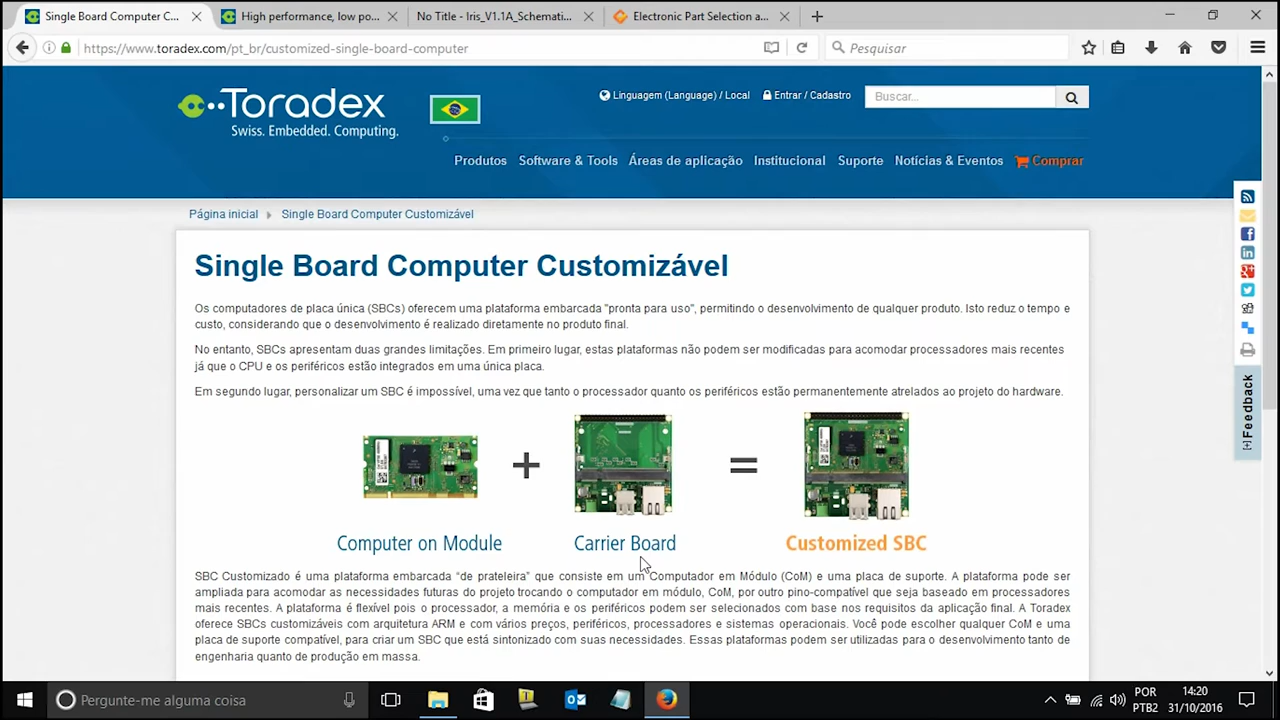 Single Board Computer C...
High performance, low po...
No Title - Iris_V1.1A_Schemati...
Electronic Part Selection a...
https://www.toradex.com/pt_br/customized-single-board-computer
Pesquisar
Toradex
Swiss. Embedded. Computing.
Linguagem (Language) / Local
Entrar / Cadastro
Buscar...
Produtos
Software & Tools
Áreas de aplicação
Institucional
Suporte
Notícias & Eventos
Comprar
Página inicial
Single Board Computer Customizável
Single Board Computer Customizável
Os computadores de placa única (SBCs) oferecem uma plataforma embarcada "pronta para uso", permitindo o desenvolvimento de qualquer produto. Isto reduz o tempo e
custo, considerando que o desenvolvimento é realizado diretamente no produto final.
No entanto, SBCs apresentam duas grandes limitações. Em primeiro lugar, estas plataformas não podem ser modificadas para acomodar processadores mais recentes
já que o CPU e os periféricos estão integrados em uma única placa.
Em segundo lugar, personalizar um SBC é impossível, uma vez que tanto o processador quanto os periféricos estão permanentemente atrelados ao projeto do hardware.
+
=
Computer on Module
Carrier Board
Customized SBC
SBC Customizado é uma plataforma embarcada “de prateleira” que consiste em um Computador em Módulo (CoM) e uma placa de suporte. A plataforma pode ser
ampliada para acomodar as necessidades futuras do projeto trocando o computador em módulo, CoM, por outro pino-compatível que seja baseado em processadores
mais recentes. A plataforma é flexível pois o processador, a memória e os periféricos podem ser selecionados com base nos requisitos da aplicação final. A Toradex
oferece SBCs customizáveis com arquitetura ARM e com vários preços, periféricos, processadores e sistemas operacionais. Você pode escolher qualquer CoM e uma
placa de suporte compatível, para criar um SBC que está sintonizado com suas necessidades. Essas plataformas podem ser utilizadas para o desenvolvimento tanto de
engenharia quanto de produção em massa.
[+] Feedback
Pergunte-me alguma coisa
POR
PTB2
14:20
31/10/2016